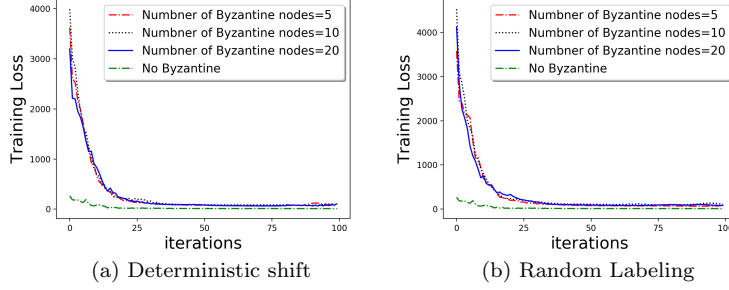 4000
3000
2000
1000
0
Training Loss
Numbner of Byzantine nodes=5
Numbner of Byzantine nodes=10
Numbner of Byzantine nodes=20
No Byzantine
0 25 50 75 100
iterations
(a) Deterministic shift
4000
3000
2000
1000
0
Training Loss
Numbner of Byzantine nodes=5
Numbner of Byzantine nodes=10
Numbner of Byzantine nodes=20
No Byzantine
0 25 50 75 100
iterations
(b) Random Labeling